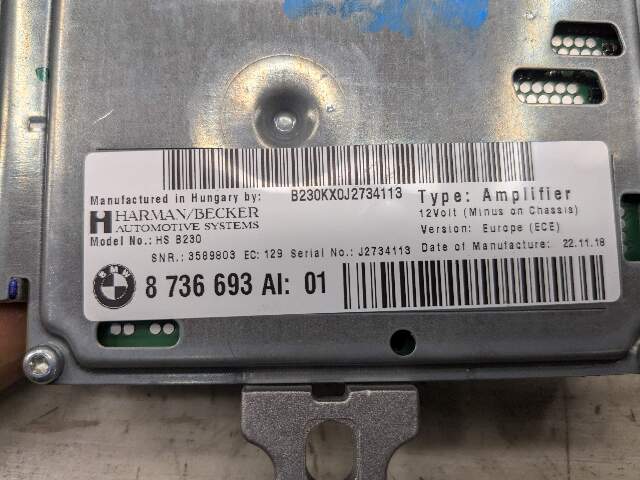 Manufactured in Hungary by:
B230KX0J2734113
HARMAN/BECKER
AUTOMOTIVE SYSTEMS
Model No.: HS B230
Type: Amplifier
12Volt (Minus on Chassis)
Version: Europe (ECE)
SNR.: 3589803 EC: 129 Serial No.: J2734113 Date of Manufacture: 22.11.18
BMW
8 736 693 AI: 01